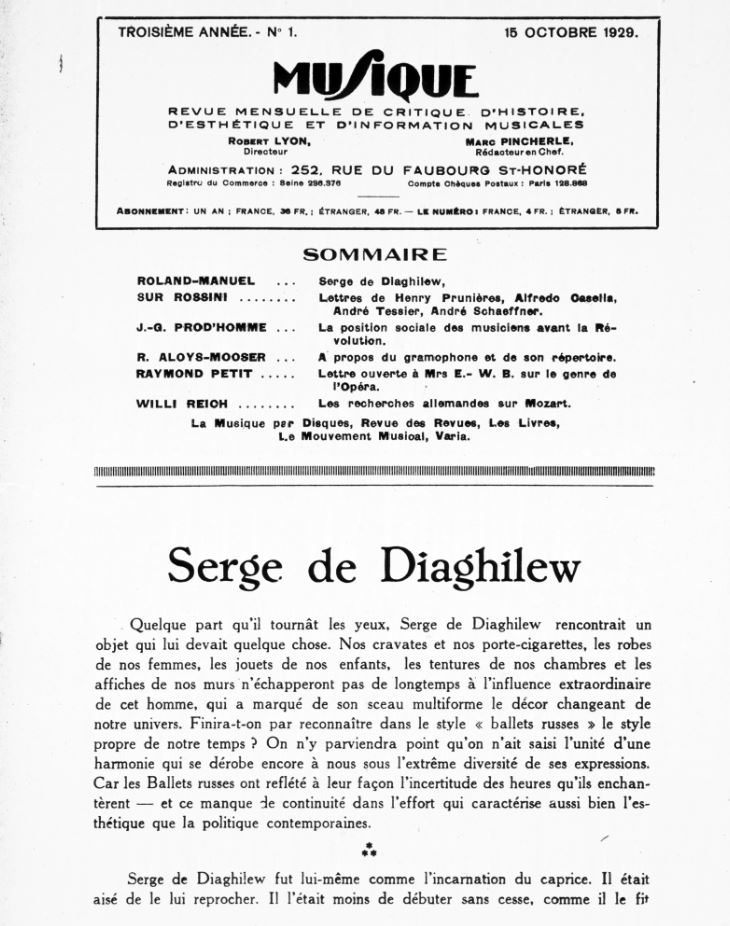 TROISIÈME ANNÉE. - N° 1. 15 OCTOBRE 1929.
MUSIQUE
REVUE MENSUELLE DE CRITIQUE D'HISTOIRE,
D'ESTHÉTIQUE ET D'INFORMATION MUSICALES
ROBERT LYON, MARC PINCHERLE,
Directeur Rédacteur en Chef.
ADMINISTRATION : 252, RUE DU FAUBOURG ST-HONORÉ
Registre du Commerce : Seine 296.376 Compte Chèques Postaux : Paris 128.868
ABONNEMENT : UN AN ; FRANCE, 36 FR. ; ÉTRANGER, 48 FR. — LE NUMÉRO : FRANCE, 4 FR. ; ÉTRANGER, 5 FR.
SOMMAIRE
ROLAND-MANUEL ... Serge de Diaghilew,
SUR ROSSINI ........ Lettres de Henry Prunières, Alfredo Casella,
André Tessier, André Schaeffner.
J.-G. PROD'HOMME ... La position sociale des musiciens avant la Ré-
volution.
R. ALOYS-MOOSER ... A propos du gramophone et de son répertoire.
RAYMOND PETIT ..... Lettre ouverte à Mrs E.- W. B. sur le genre de
l'Opéra.
WILLI REICH ........ Les recherches allemandes sur Mozart.
La Musique par Disques, Revue des Revues, Les Livres,
Le Mouvement Musical, Varia.
Serge de Diaghilew
Quelque part qu'il tournât les yeux, Serge de Diaghilew rencontrait un
objet qui lui devait quelque chose. Nos cravates et nos porte-cigarettes, les robes
de nos femmes, les jouets de nos enfants, les tentures de nos chambres et les
affiches de nos murs n'échapperont pas de longtemps à l'influence extraordinaire
de cet homme, qui a marqué de son sceau multiforme le décor changeant de
notre univers. Finira-t-on par reconnaître dans le style « ballets russes » le style
propre de notre temps ? On n'y parviendra point qu'on n'ait saisi l'unité d'une
harmonie qui se dérobe encore à nous sous l'extrême diversité de ses expressions.
Car les Ballets russes ont reflété à leur façon l'incertitude des heures qu'ils enchan-
tèrent — et ce manque de continuité dans l'effort qui caractérise aussi bien l'es-
thétique que la politique contemporaines.
Serge de Diaghilew fut lui-même comme l'incarnation du caprice. Il était
aisé de le lui reprocher. Il l'était moins de débuter sans cesse, comme il le fit